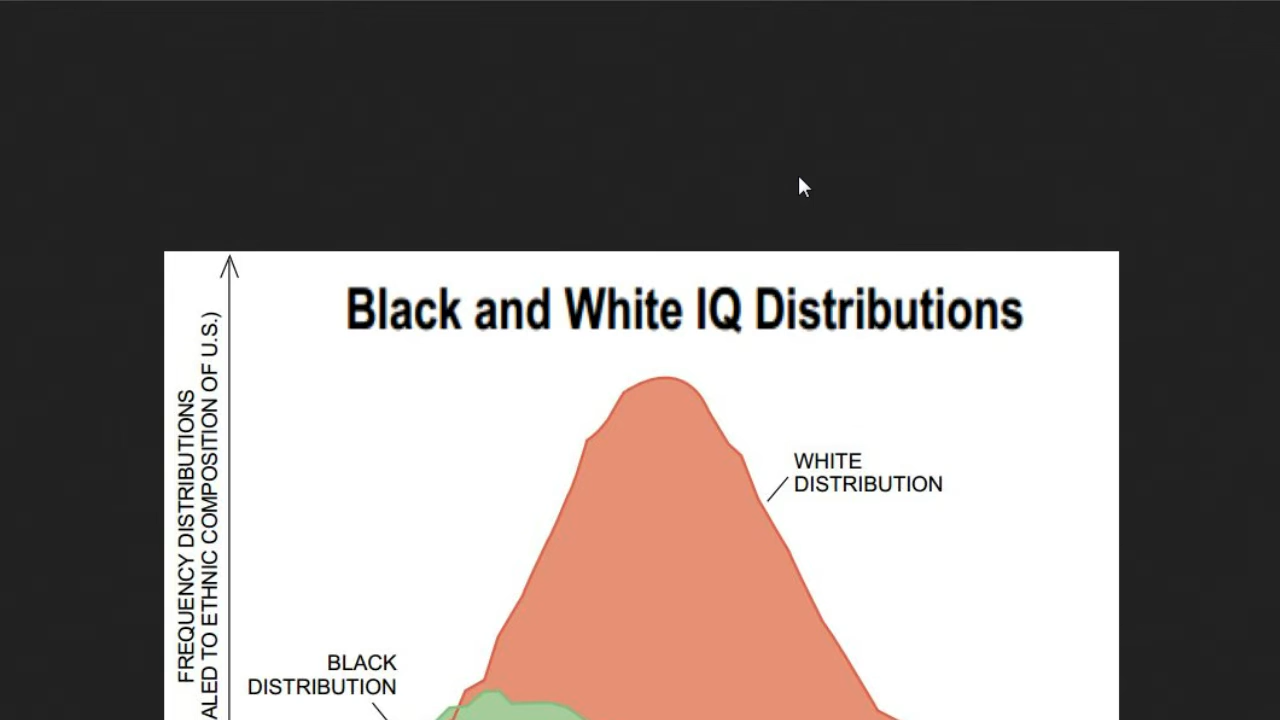 Black and White IQ Distributions
FREQUENCY DISTRIBUTIONS
ALED TO ETHNIC COMPOSITION OF U.S.)
WHITE
DISTRIBUTION
BLACK
DISTRIBUTION